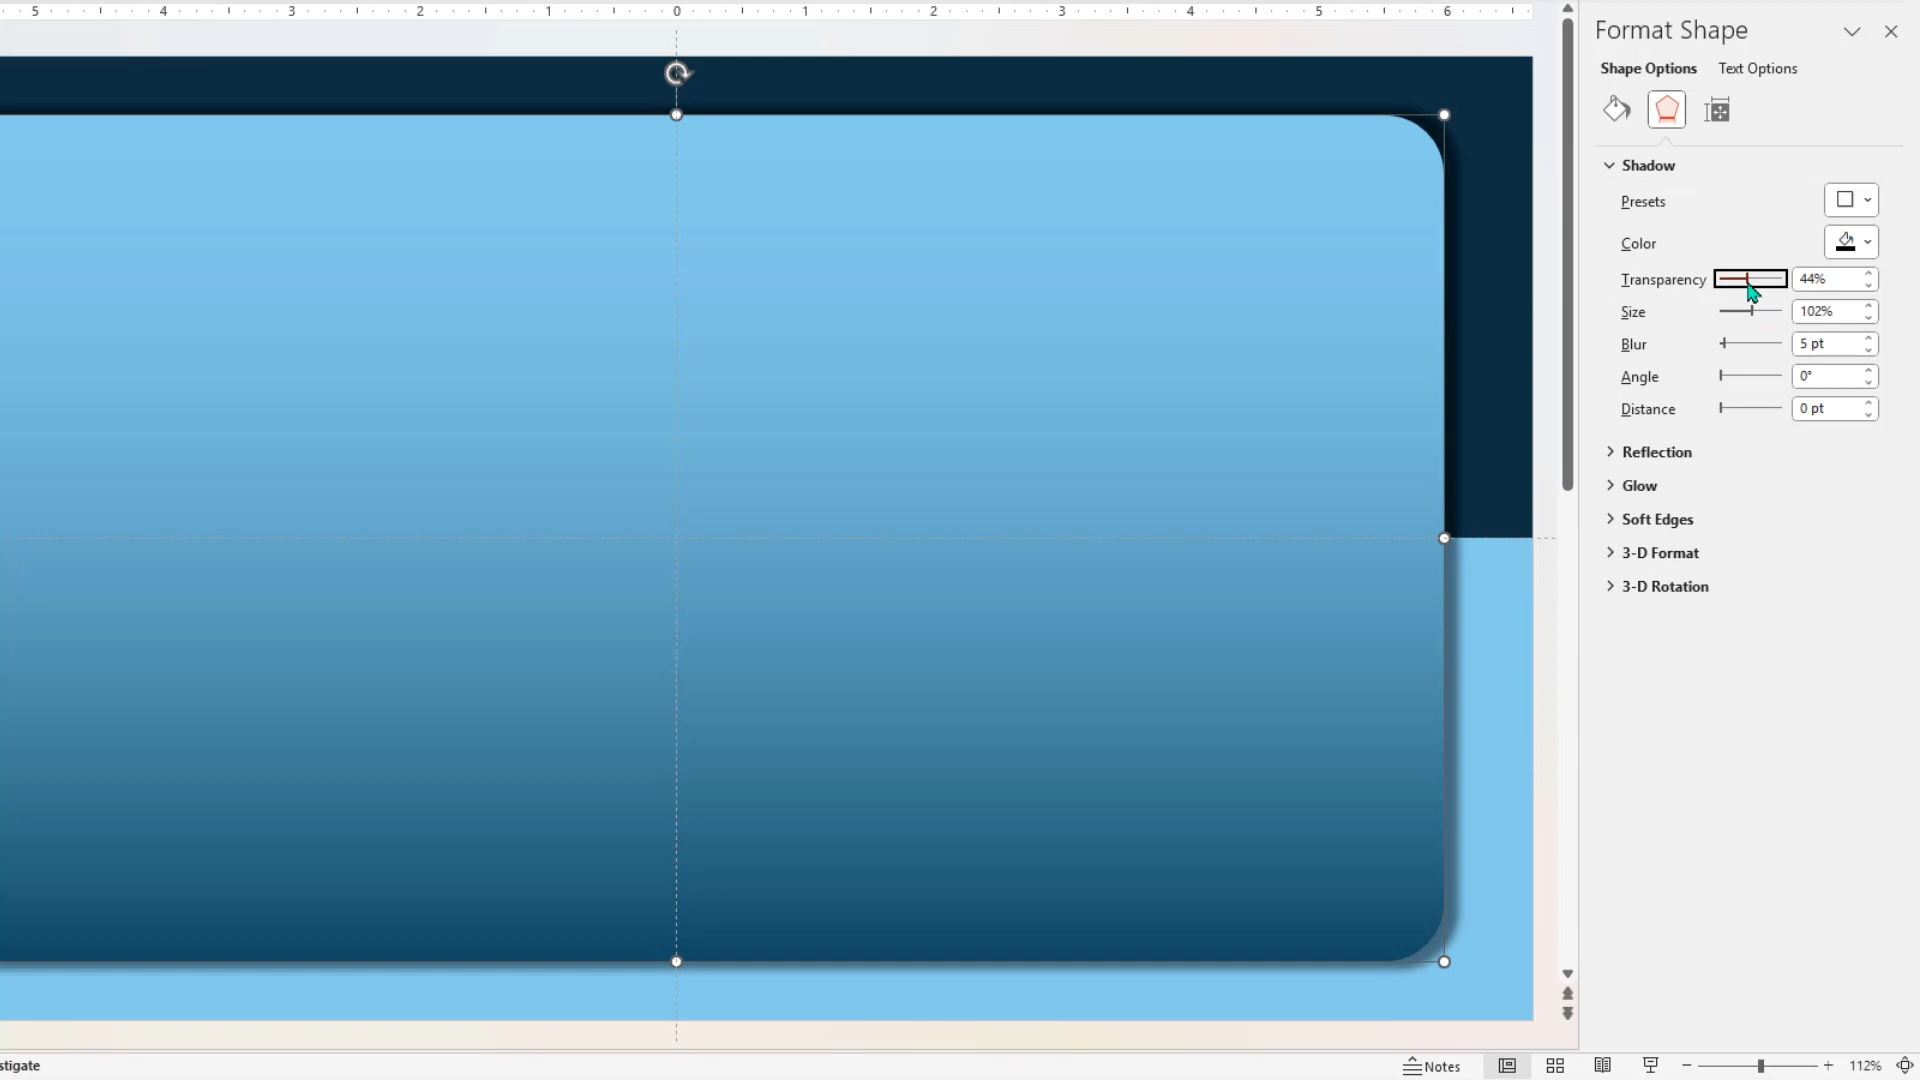 5 4 3 2 1 0 1 2 3 4 5 6
Format Shape
Shape Options Text Options
Shadow
Presets
Color
Transparency 44%
Size 102%
Blur 5 pt
Angle 0°
Distance 0 pt
Reflection
Glow
Soft Edges
3-D Format
3-D Rotation
stigate
Notes
112%